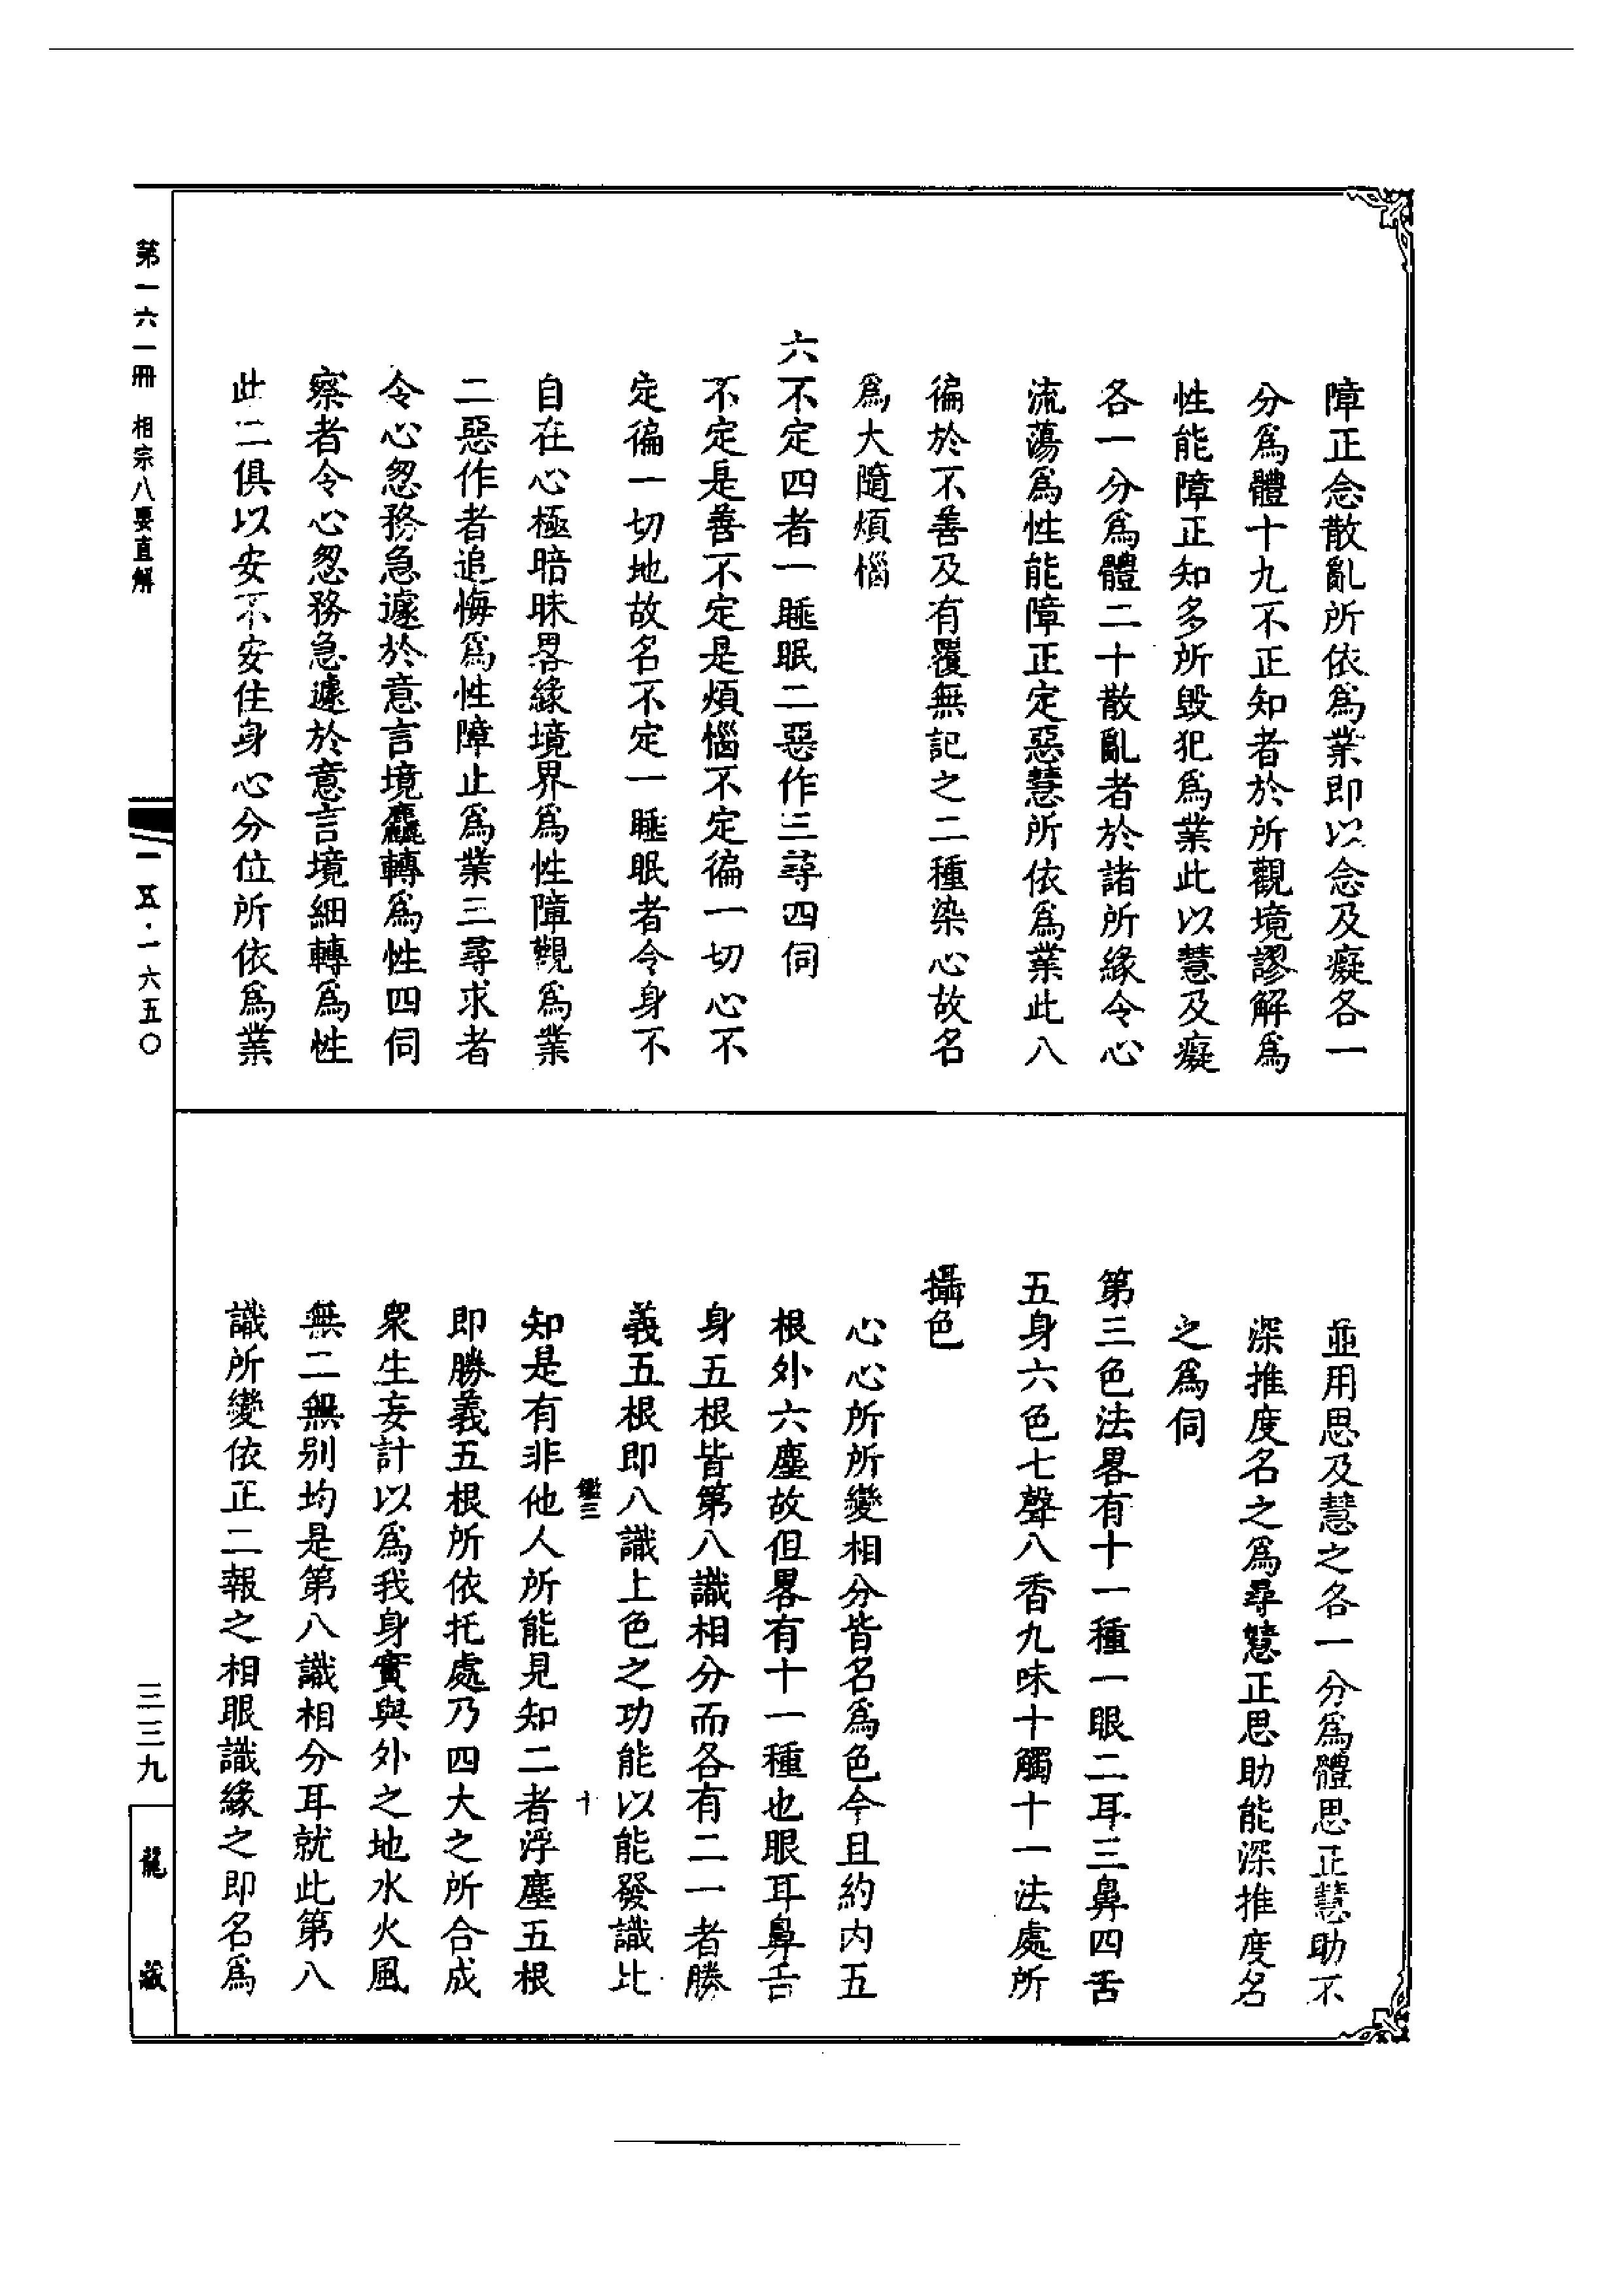 障正念散亂所依爲業即以念及癡各一
分爲體十九不正知者於所觀境謬解爲
性能障正知多所毀犯爲業此以慧及癡
各一分爲體二十散亂者於諸所緣令心
流蕩爲性能障正定惡慧所依爲業此八
徧於不善及有覆無記之二種染心故名
爲大隨煩惱
六不定四者一睡眠二惡作三尋四伺
不定是善不定是煩惱不定徧一切心不
定徧一切地故名不定一睡眠者令身不
自在心極暗昧畧緣境界爲性障觀爲業
二惡作者追悔爲性障止爲業三尋求者
令心怱務急遽於意言境麤轉爲性四伺
察者令心怱務急遽於意言境細轉爲性
此二俱以安不安住身心分位所依爲業
並用思及慧之各一分爲體思正慧助不
深推度名之爲尋慧正思助能深推度名
之爲伺
第三色法畧有十一種一眼二耳三鼻四舌
五身六色七聲八香九味十觸十一法處所
攝色
心心所所變相分皆名爲色今且約内五
根外六塵故但畧有十一種也眼耳鼻舌
身五根皆第八識相分而各有二一者勝
義五根即八識上色之功能以能發識比
鑑三
十
知是有非他人所能見知二者浮塵五根
即勝義五根所依托處乃四大之所合成
衆生妄計以爲我身實與外之地水火風
無二無别均是第八識相分耳就此第八
識所變依正二報之相眼識緣之即名爲
第一六一冊 相宗八要直解
一五·一六五〇
三三九
龍藏